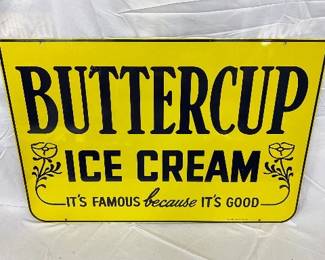 BUTTERCUP
ICE CREAM
IT'S FAMOUS because IT'S GOOD